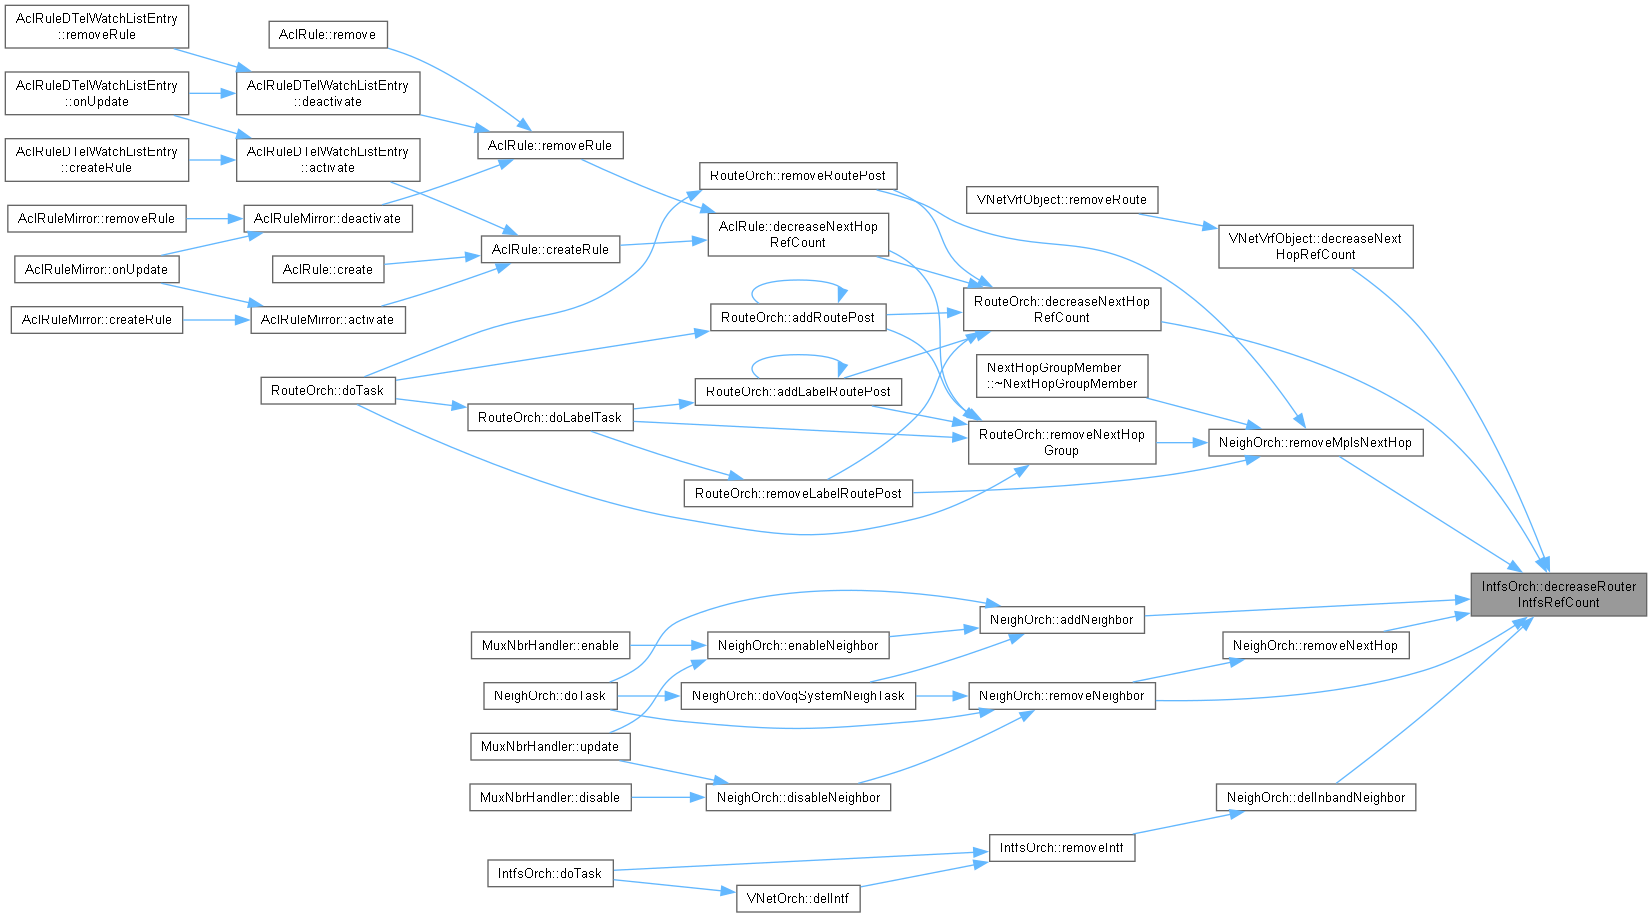 AclRuleDTelWatchListEntry
::removeRule
AclRule::remove
AclRuleDTelWatchListEntry
::onUpdate
AclRuleDTelWatchListEntry
::deactivate
AclRule::removeRule
AclRuleDTelWatchListEntry
::createRule
AclRuleDTelWatchListEntry
::activate
RouteOrch::removeRoutePost
VNetVrfObject::removeRoute
AclRuleMirror::removeRule
AclRuleMirror::deactivate
AclRule::decreaseNextHop
RefCount
VNetVrfObject::decreaseNext
HopRefCount
AclRule::createRule
AclRuleMirror::onUpdate
AclRule::create
RouteOrch::decreaseNextHop
RefCount
AclRuleMirror::createRule
AclRuleMirror::activate
RouteOrch::addRoutePost
NextHopGroupMember
::~NextHopGroupMember
RouteOrch::doTask
RouteOrch::addLabelRoutePost
RouteOrch::doLabelTask
RouteOrch::removeNextHop
Group
NeighOrch::removeMplsNextHop
RouteOrch::removeLabelRoutePost
IntfsOrch::decreaseRouter
IntfsRefCount
NeighOrch::addNeighbor
MuxNbrHandler::enable
NeighOrch::enableNeighbor
NeighOrch::removeNextHop
NeighOrch::doTask
NeighOrch::doVoqSystemNeighTask
NeighOrch::removeNeighbor
MuxNbrHandler::update
MuxNbrHandler::disable
NeighOrch::disableNeighbor
NeighOrch::delInbandNeighbor
IntfsOrch::removeIntf
IntfsOrch::doTask
VNetOrch::delIntf